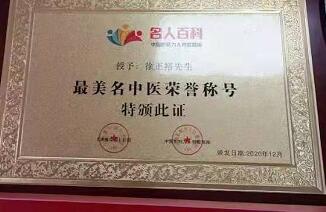 名人百科
授予:徐正裕先生
最美名中医荣誉称号
特颁此证
颁发日期:2020年12月